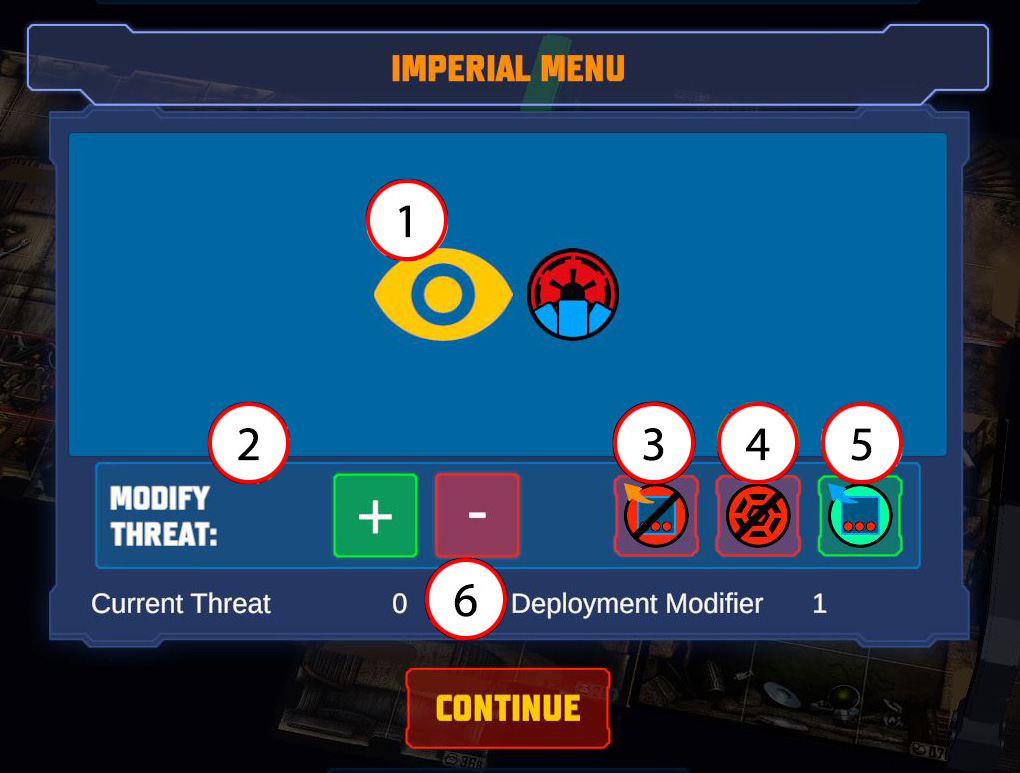 IMPERIAL MENU
1
2
3
4
5
MODIFY
THREAT:
+
-
Current Threat 0 6 Deployment Modifier 1
CONTINUE